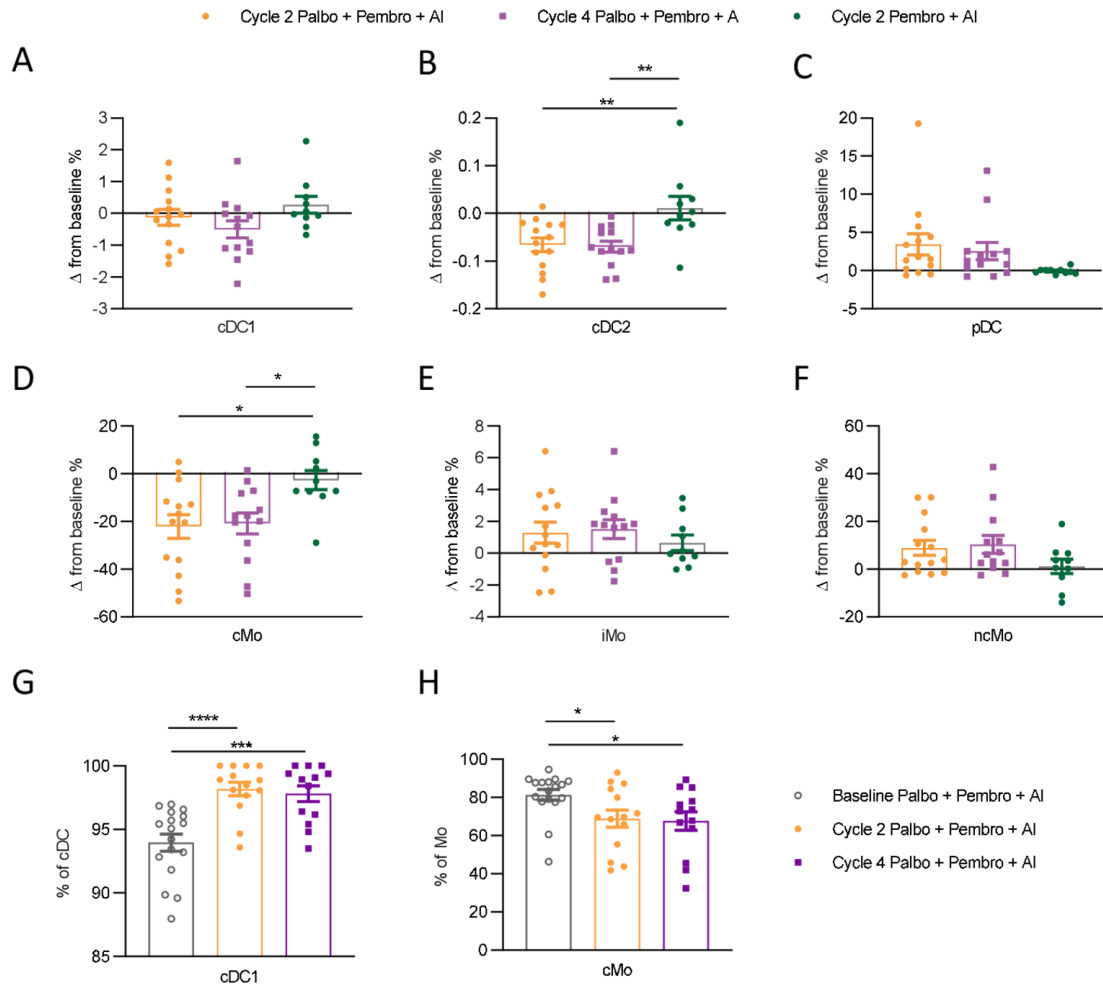 Cycle 2 Palbo + Pembro + AI
Cycle 4 Palbo + Pembro + A
Cycle 2 Pembro + AI
A
Δ from baseline %
3
2
1
0
-1
-2
-3
cDC1
B
** 
**
Δ from baseline %
0.2
0.1
0.0
-0.1
-0.2
cDC2
C
Δ from baseline %
20
15
10
5
0
-5
pDC
D
*
*
Δ from baseline %
20
0
-20
-40
-60
cMo
E
Λ from baseline %
8
6
4
2
0
-2
-4
iMo
F
Δ from baseline %
60
40
20
0
-20
ncMo
G
****
***
% of cDC
100
95
90
85
cDC1
H
*
*
% of Mo
100
80
60
40
20
0
cMo
Baseline Palbo + Pembro + AI
Cycle 2 Palbo + Pembro + AI
Cycle 4 Palbo + Pembro + AI